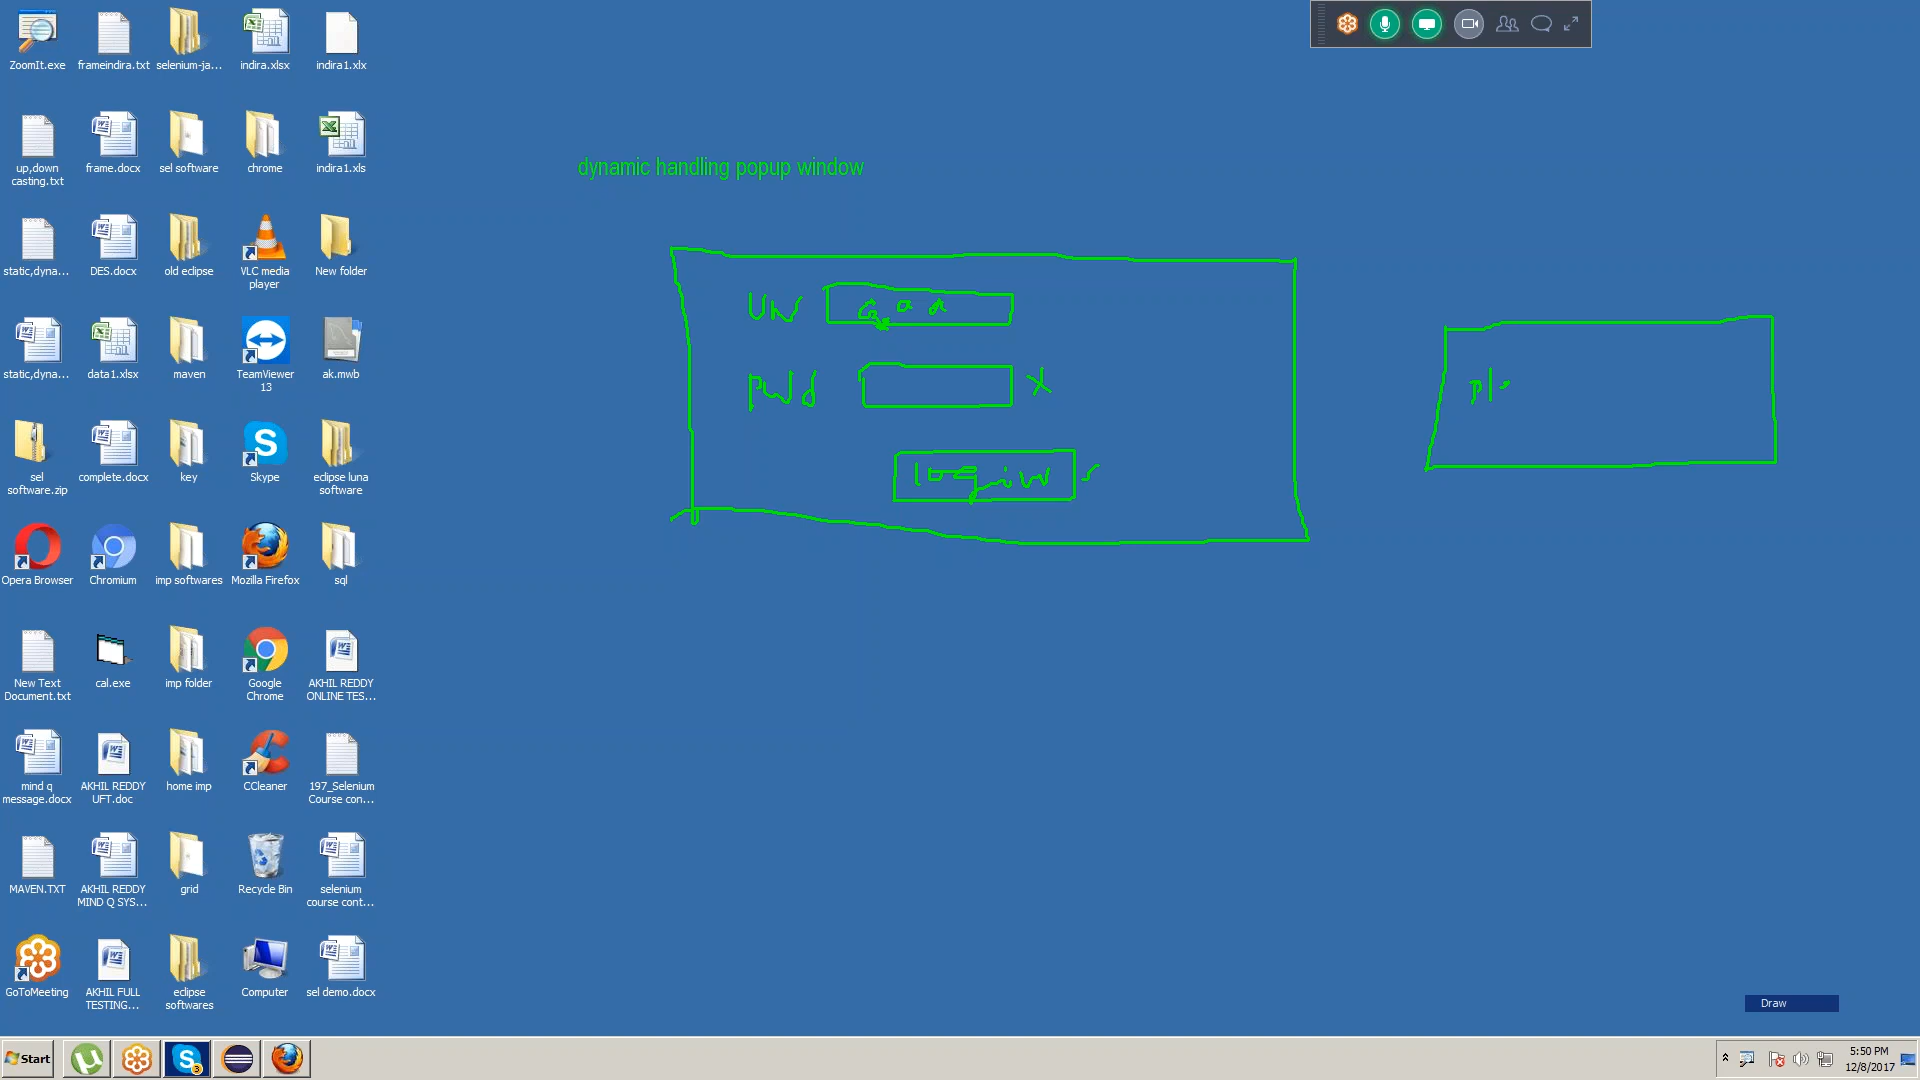 ZoomIt.exe
frameindira.txt
selenium-ja...
indira.xlsx
indira1.xlx
up,down
casting.txt
frame.docx
sel software
chrome
indira1.xls
dynamic handling popup window
static,dyna...
DES.docx
old eclipse
VLC media
player
New folder
UN
static,dyna...
data1.xlsx
maven
TeamViewer
13
ak.mwb
pwd
X
pl
sel
software.zip
complete.docx
key
Skype
eclipse luna
software
login
Opera Browser
Chromium
imp softwares
Mozilla Firefox
sql
New Text
Document.txt
cal.exe
imp folder
Google
Chrome
AKHIL REDDY
ONLINE TES...
mind q
message.docx
AKHIL REDDY
UFT.doc
home imp
CCleaner
197_Selenium
Course con...
MAVEN.TXT
AKHIL REDDY
MIND Q SYS...
grid
Recycle Bin
selenium
course cont...
GoToMeeting
AKHIL FULL
TESTING...
eclipse
softwares
Computer
sel demo.docx
Draw
Start
3
5:50 PM
12/8/2017